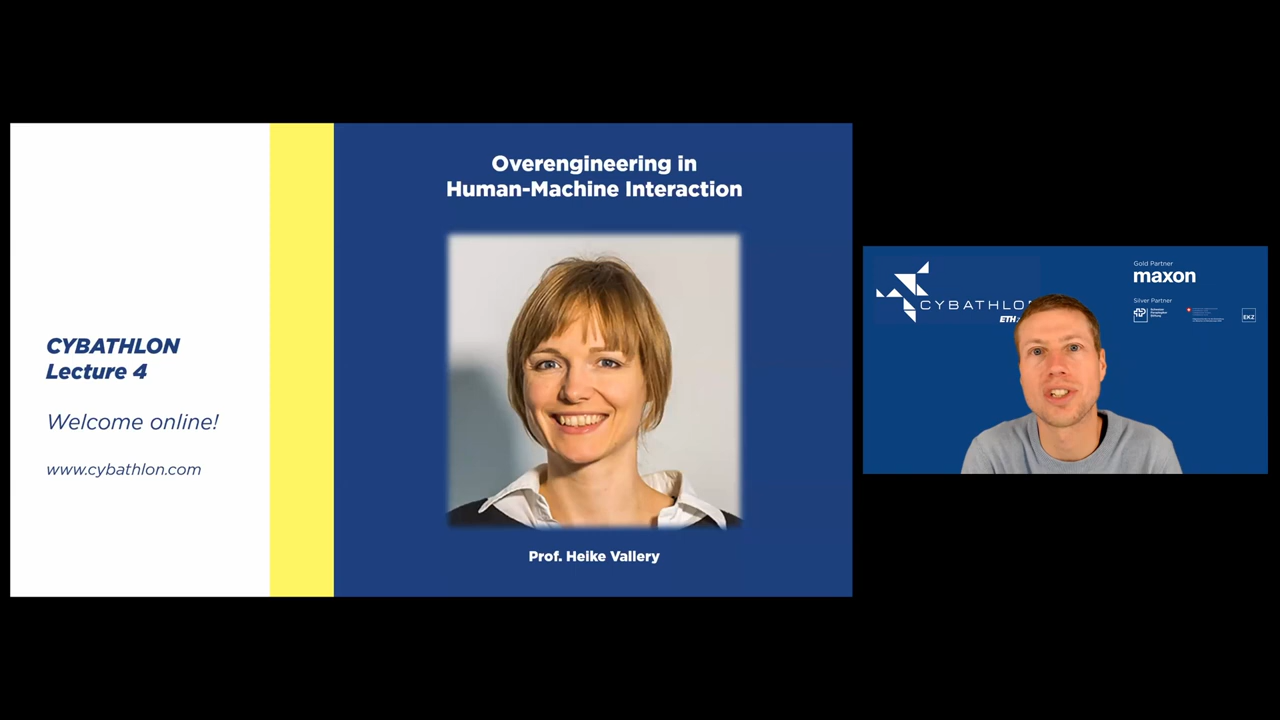 CYBATHLON
Lecture 4
Welcome online!
www.cybathlon.com
Overengineering in
Human-Machine Interaction
Prof. Heike Vallery
CYBATHLO
ETH
Gold Partner
maxon
Silver Partner
EKZ